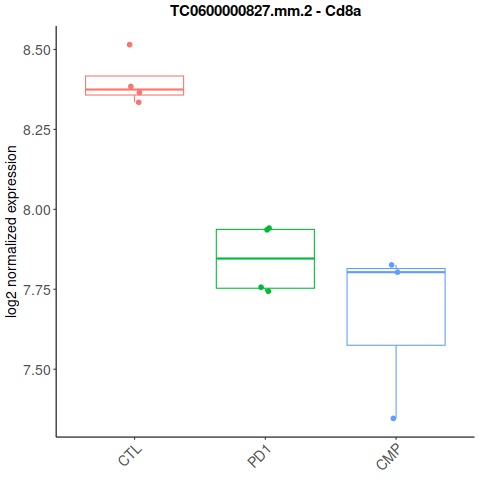 TC0600000827.mm.2 - Cd8a
log2 normalized expression
8.50
8.25
8.00
7.75
7.50
CTL
PD1
CMP